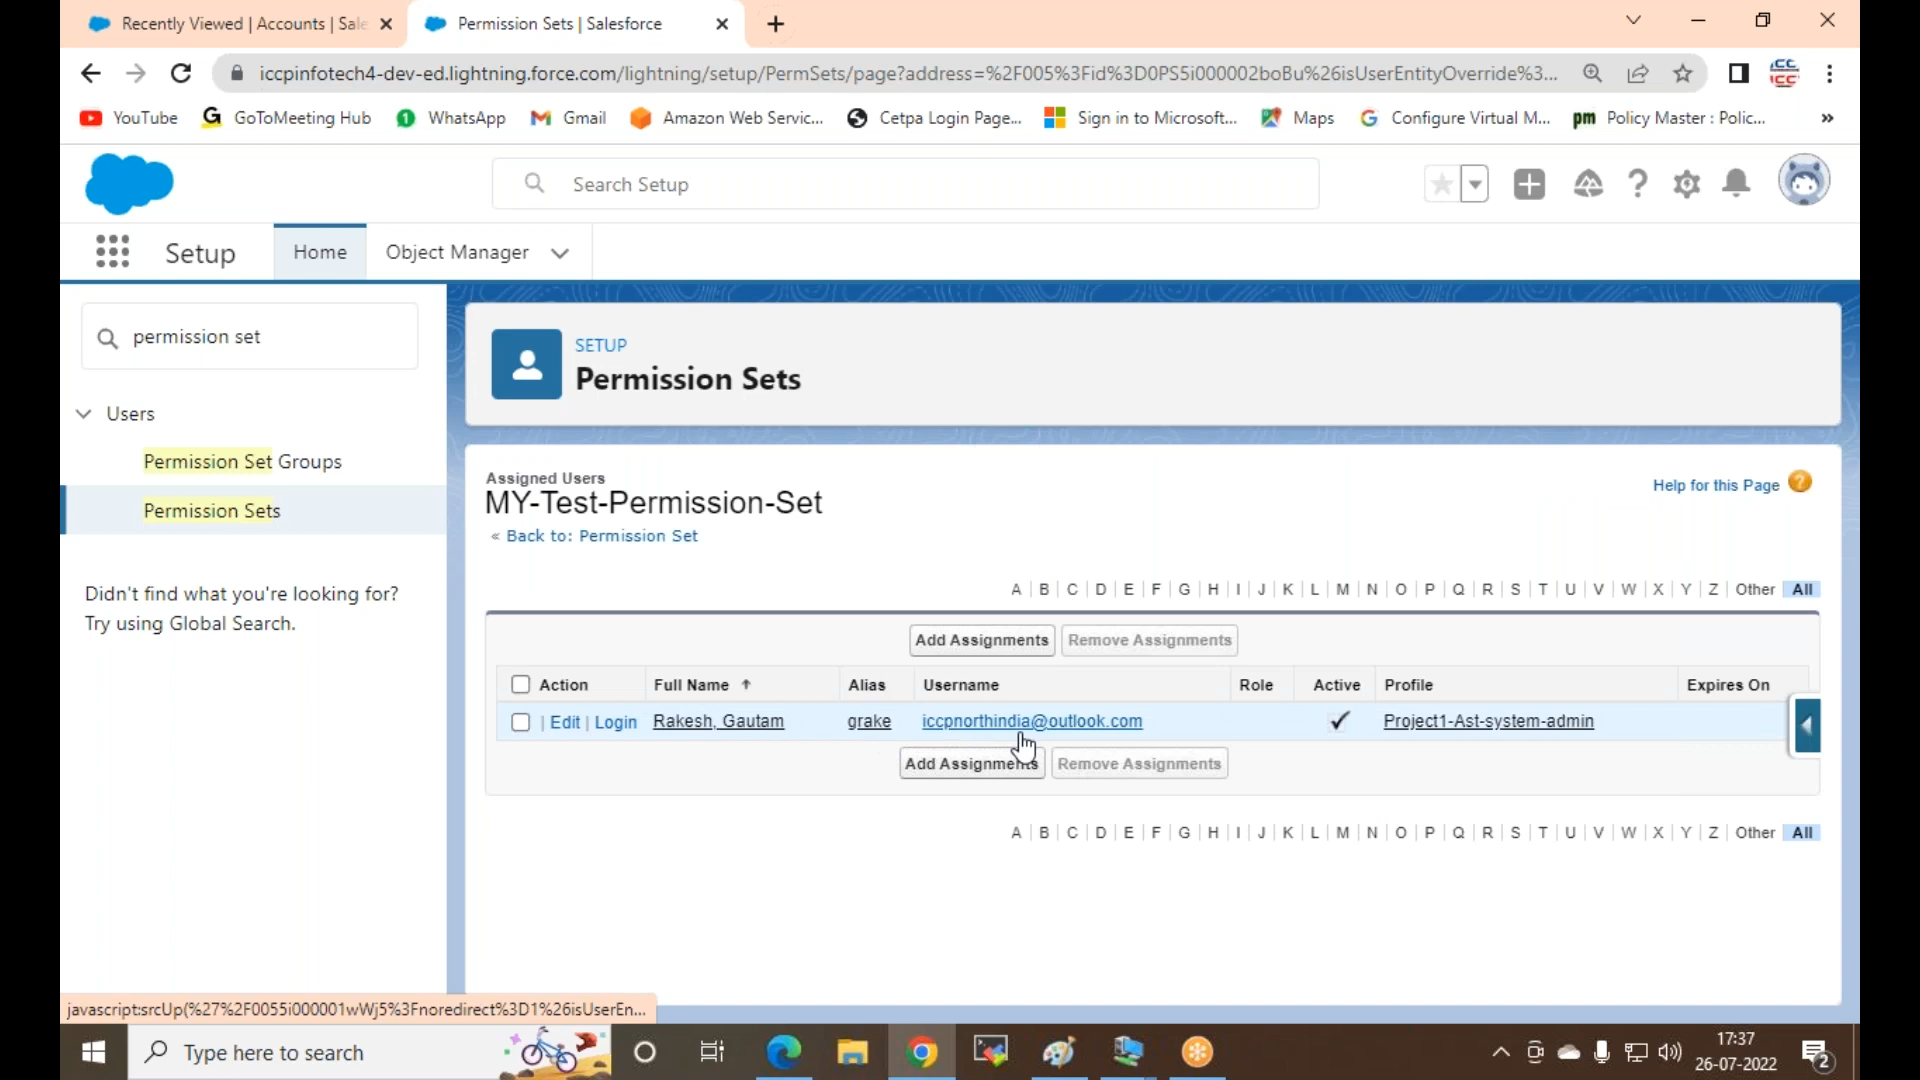 Recently Viewed | Accounts | Sale
Permission Sets | Salesforce
iccpinfotech4-dev-ed.lightning.force.com/lightning/setup/PermSets/page?address=%2F005%3Fid%3D0PS5i000002boBu%26isUserEntityOverride%3...
YouTube
GoToMeeting Hub
WhatsApp
Gmail
Amazon Web Servic...
Cetpa Login Page...
Sign in to Microsoft...
Maps
Configure Virtual M...
pm Policy Master : Polic...
»
Search Setup
Setup
Home
Object Manager
permission set
Users
Permission Set Groups
Permission Sets
Didn't find what you're looking for?
Try using Global Search.
SETUP
Permission Sets
Assigned Users
MY-Test-Permission-Set
« Back to: Permission Set
Help for this Page ?
A | B | C | D | E | F | G | H | I | J | K | L | M | N | O | P | Q | R | S | T | U | V | W | X | Y | Z | Other | All
Add Assignments Remove Assignments
Action Full Name ↑ Alias Username Role Active Profile Expires On
| Edit | Login Rakesh, Gautam grake iccpnorthindia@outlook.com ✓ Project1-Ast-system-admin
Add Assignments Remove Assignments
A | B | C | D | E | F | G | H | I | J | K | L | M | N | O | P | Q | R | S | T | U | V | W | X | Y | Z | Other | All
javascript:srcUp(%27%2F0055i000001wWj5%3Fnoredirect%3D1%26isUserEn...
Type here to search
17:37
26-07-2022
2